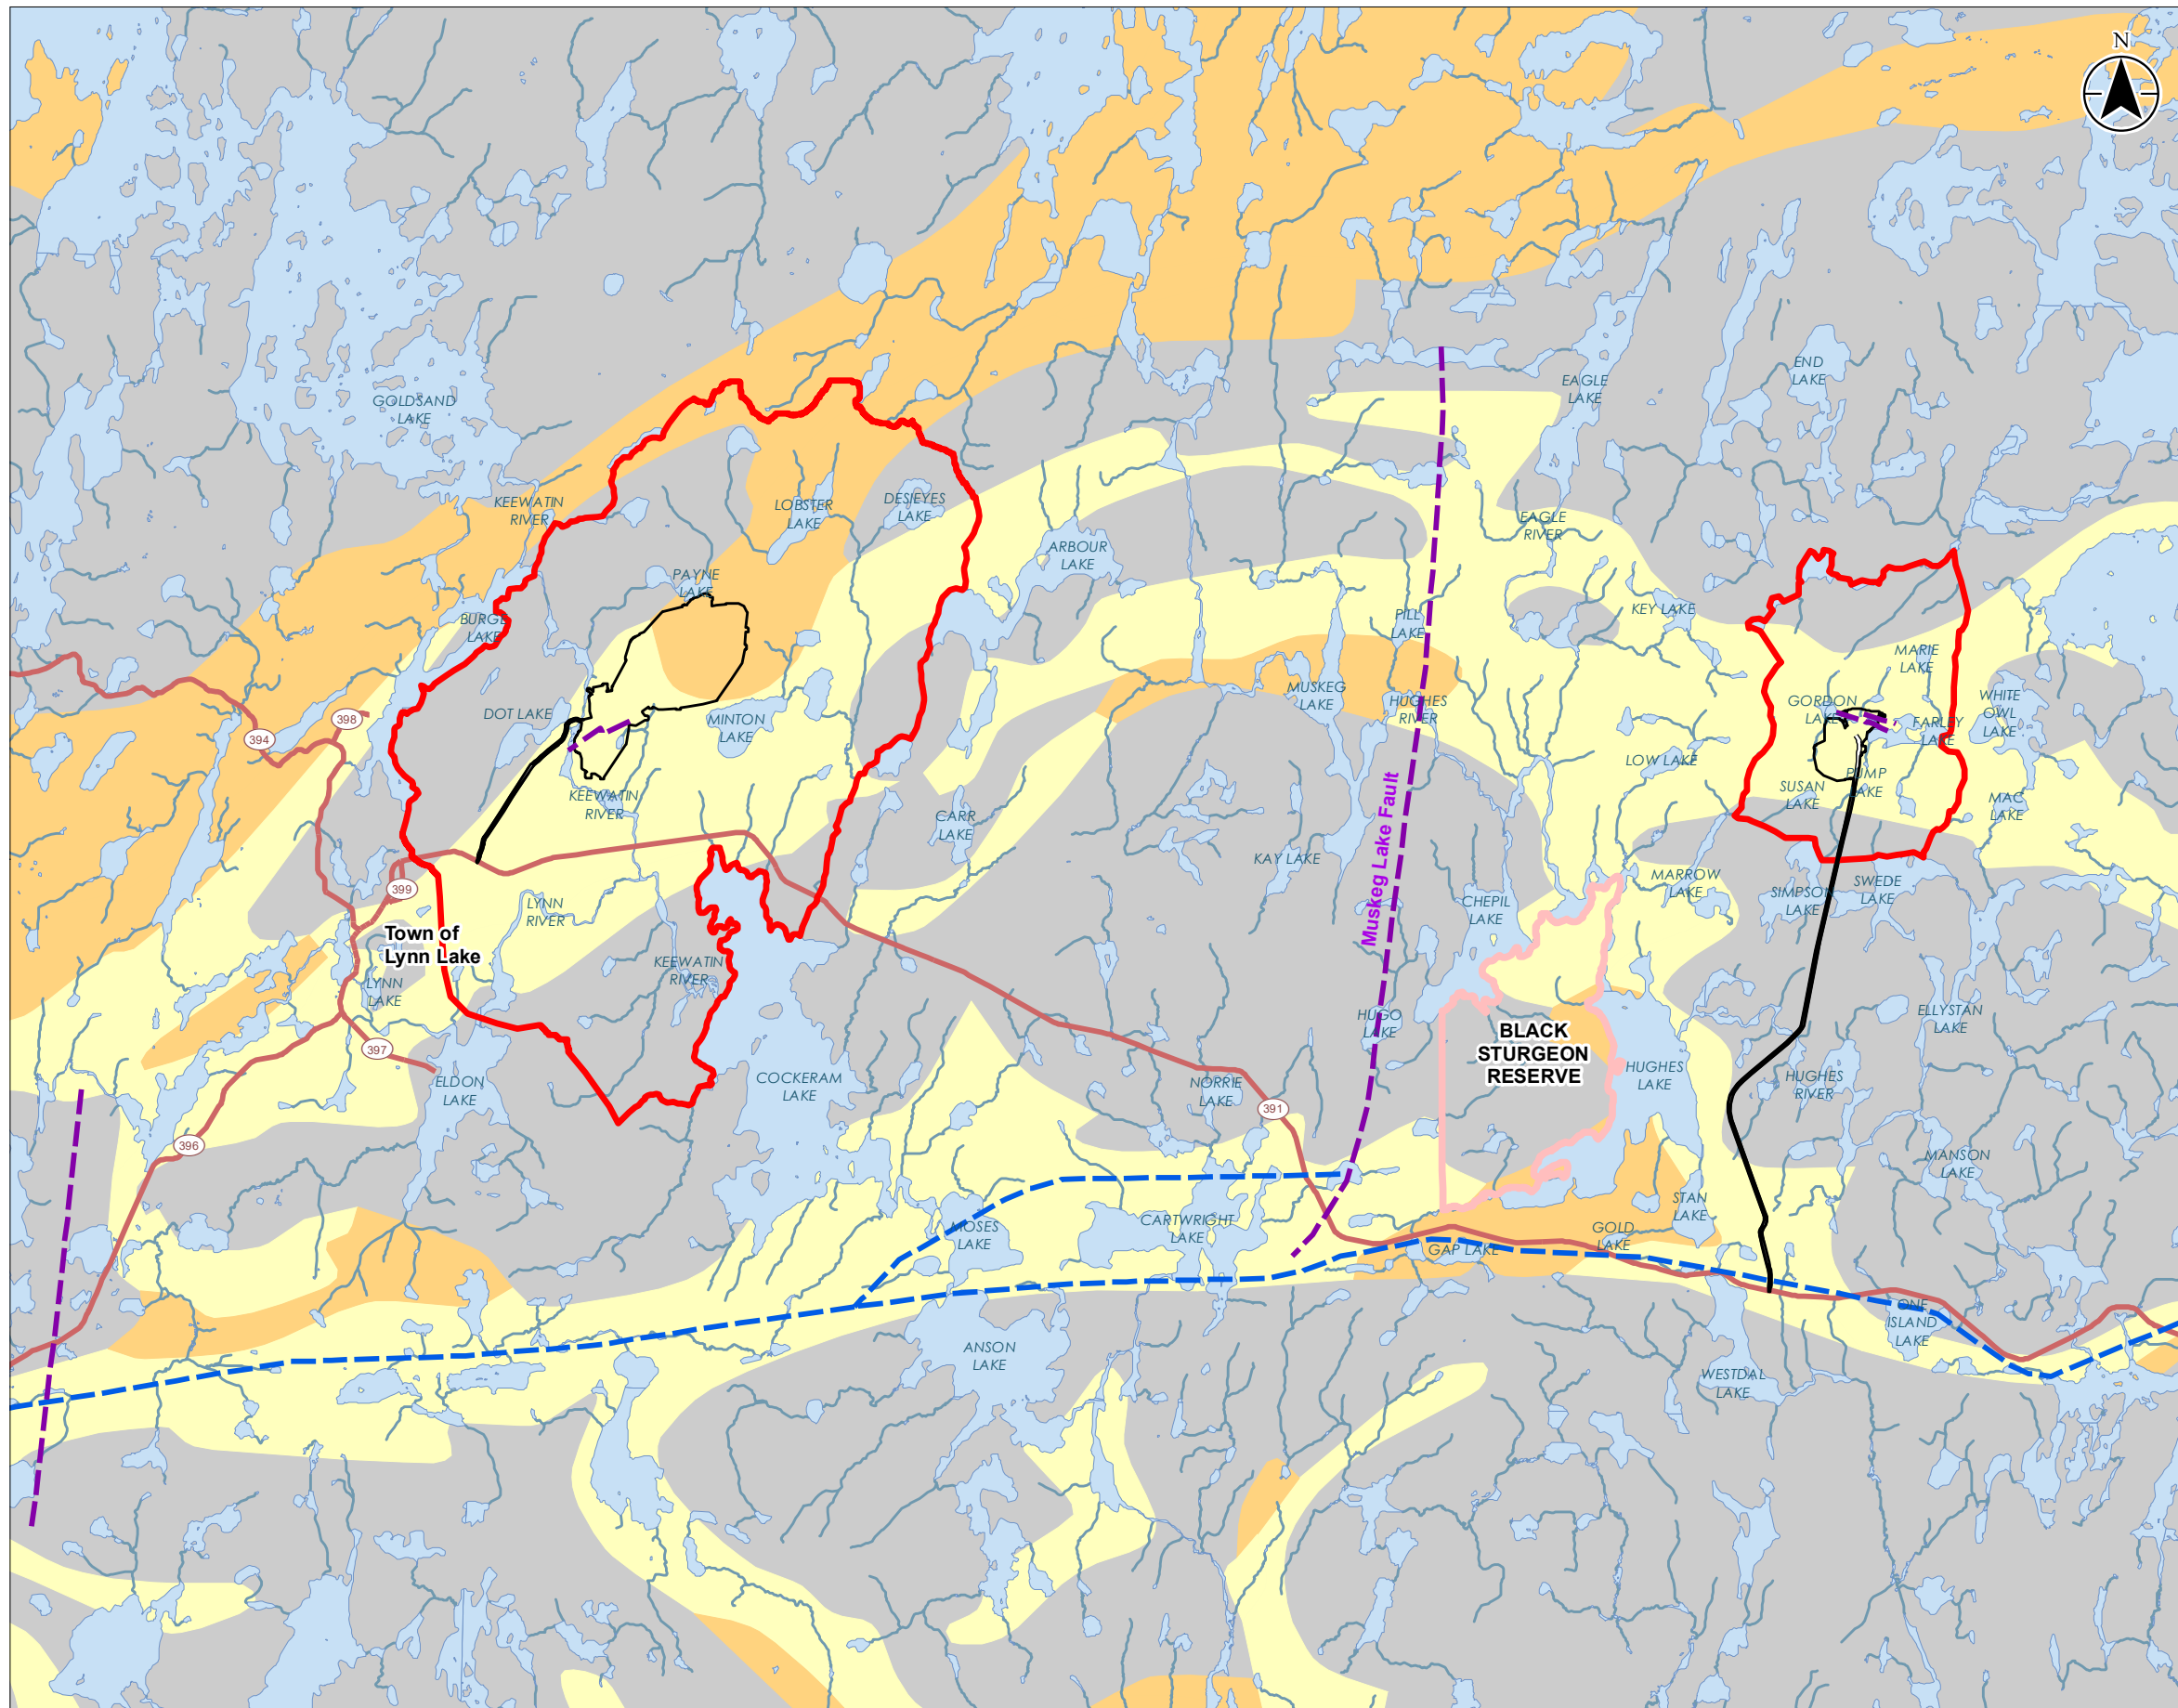 N
GOLDSAND
LAKE
END
LAKE
EAGLE
LAKE
KEEWATIN
RIVER
LOBSTER
LAKE
DESIEYES
LAKE
EAGLE
RIVER
ARBOUR
LAKE
PAYNE
LAKE
BURGE
LAKE
KEY LAKE
PILL
LAKE
MARIE
LAKE
MUSKEG
LAKE
HUGHES
RIVER
GORDON
LAKE
WHITE
OWL
LAKE
DOT LAKE
MINTON
LAKE
FARLEY
LAKE
398
394
LOW LAKE
PUMP
LAKE
SUSAN
LAKE
MAC
LAKE
KEEWATIN
RIVER
CARR
LAKE
Muskeg Lake Fault
KAY LAKE
399
MARROW
LAKE
SIMPSON
LAKE
SWEDE
LAKE
LYNN
RIVER
CHEPIL
LAKE
Town of
Lynn Lake
KEEWATIN
RIVER
LYNN
LAKE
HUGO
LAKE
ELLYSTAN
LAKE
BLACK
STURGEON
RESERVE
397
ELDON
LAKE
COCKERAM
LAKE
NORRIE
LAKE
HUGHES
LAKE
HUGHES
RIVER
391
396
MANSON
LAKE
STAN
LAKE
MOSES
LAKE
CARTWRIGHT
LAKE
GOLD
LAKE
GAP LAKE
ONE
ISLAND
LAKE
ANSON
LAKE
WESTDAL
LAKE